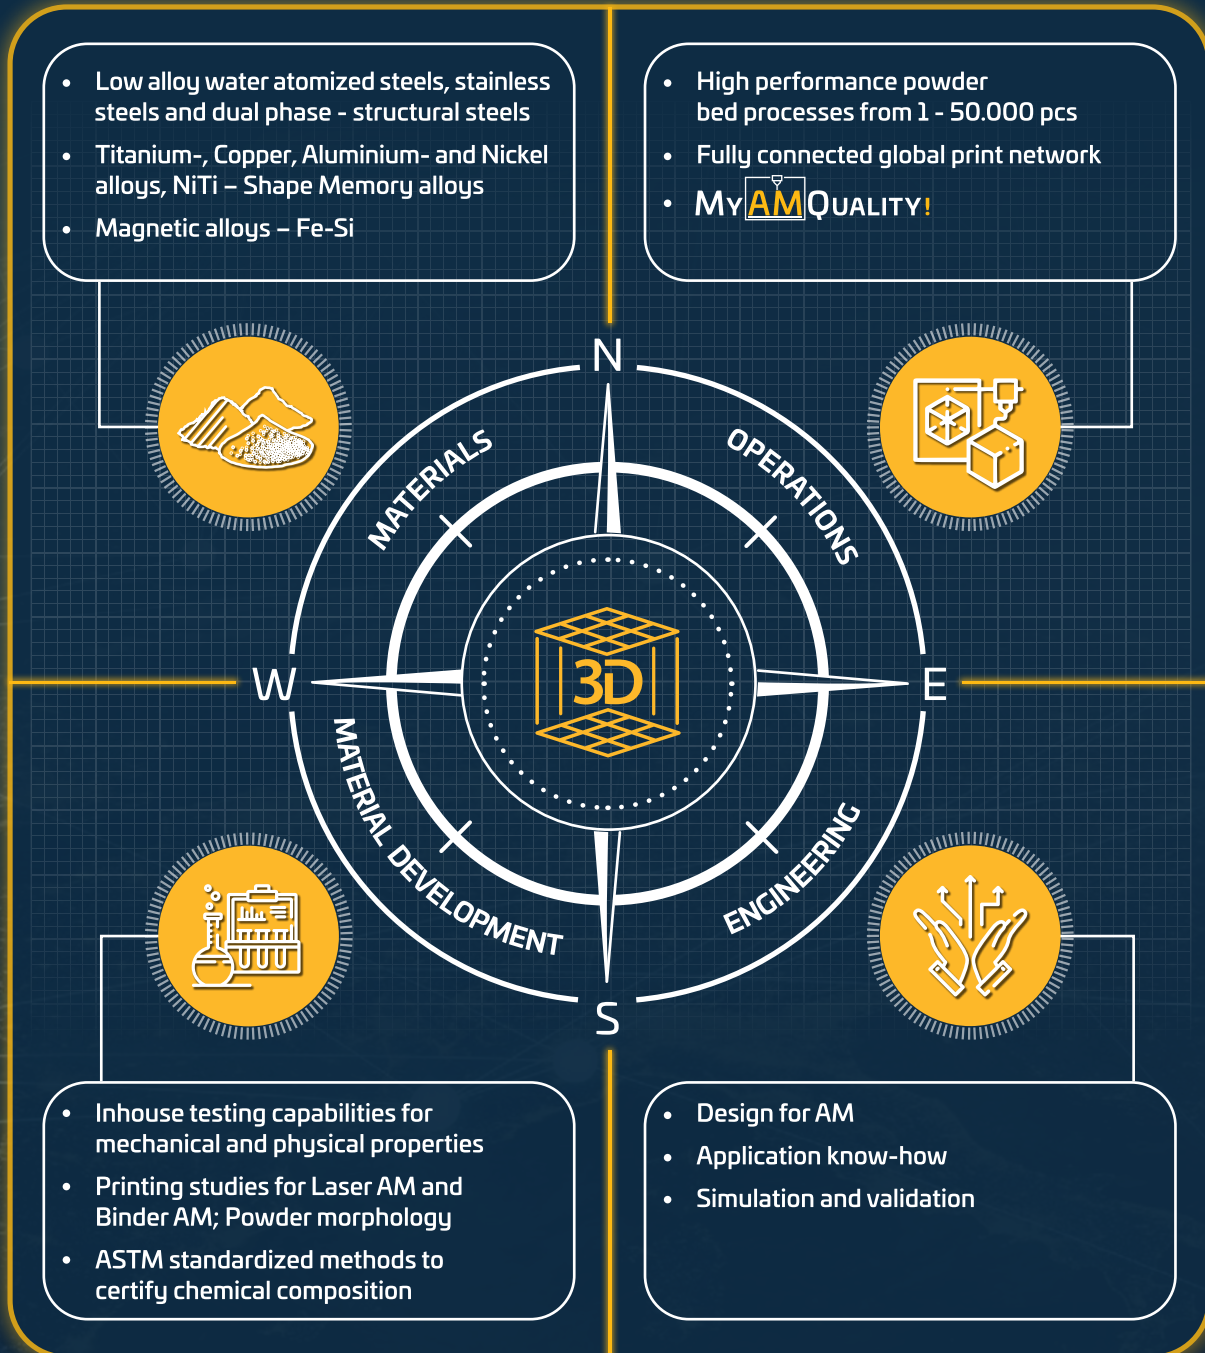 • Low alloy water atomized steels, stainless
steels and dual phase - structural steels
• Titanium-, Copper, Aluminium- and Nickel
alloys, NiTi – Shape Memory alloys
• Magnetic alloys – Fe-Si
• High performance powder
bed processes from 1 - 50.000 pcs
• Fully connected global print network
• MY AM QUALITY!
N
MATERIALS
OPERATIONS
W
3D
E
MATERIAL DEVELOPMENT
ENGINEERING
S
• Inhouse testing capabilities for
mechanical and physical properties
• Printing studies for Laser AM and
Binder AM; Powder morphology
• ASTM standardized methods to
certify chemical composition
• Design for AM
• Application know-how
• Simulation and validation